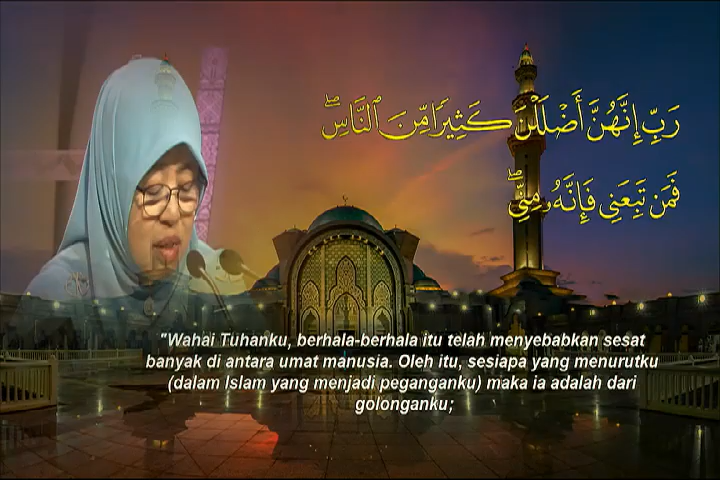 رَبِّ إِنَّهُنَّ أَضْلَلْنَ كَثِيرًا مِّنَ ٱلنَّاسِ ۖ
فَمَن تَبِعَنِى فَإِنَّهُۥ مِنِّى ۖ
"Wahai Tuhanku, berhala-berhala itu telah menyebabkan sesat
banyak di antara umat manusia. Oleh itu, sesiapa yang menurutku
(dalam Islam yang menjadi peganganku) maka ia adalah dari
golonganku;